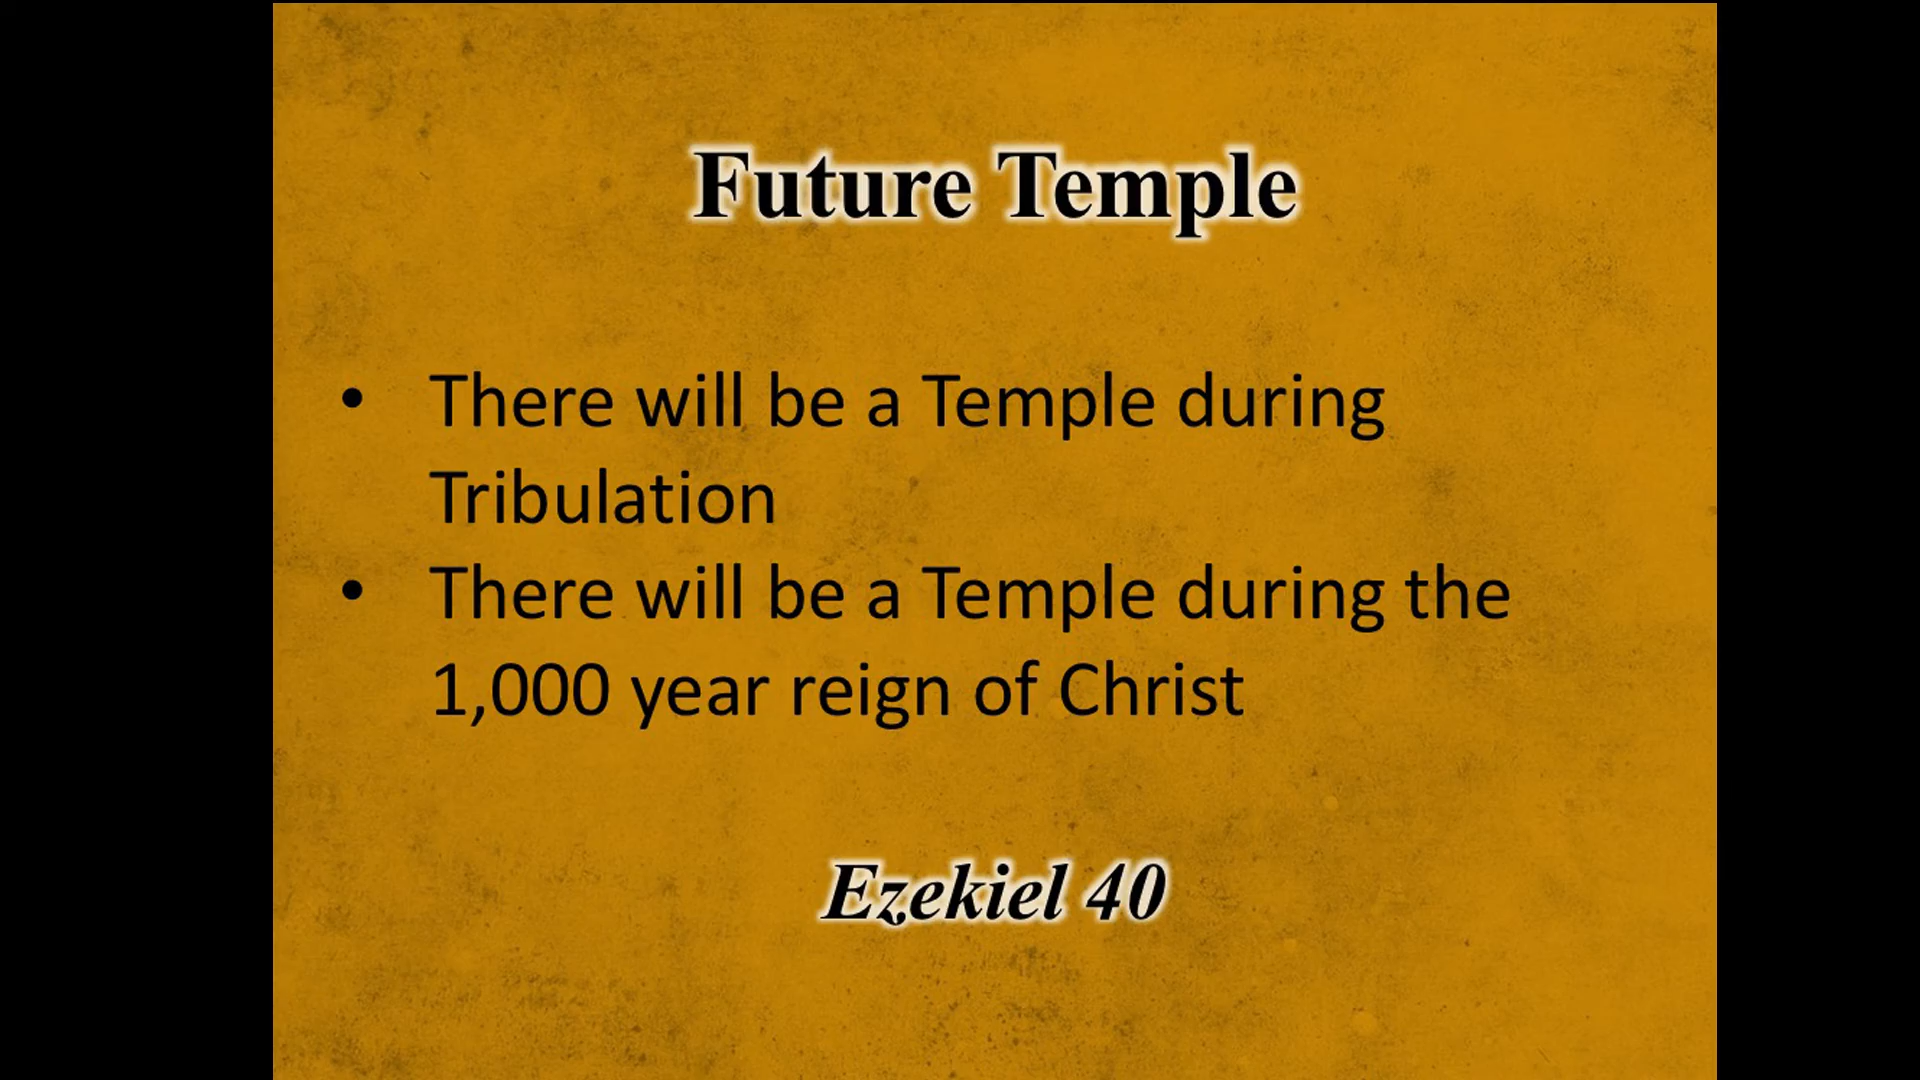 Future Temple
• There will be a Temple during
Tribulation
• There will be a Temple during the
1,000 year reign of Christ
Ezekiel 40